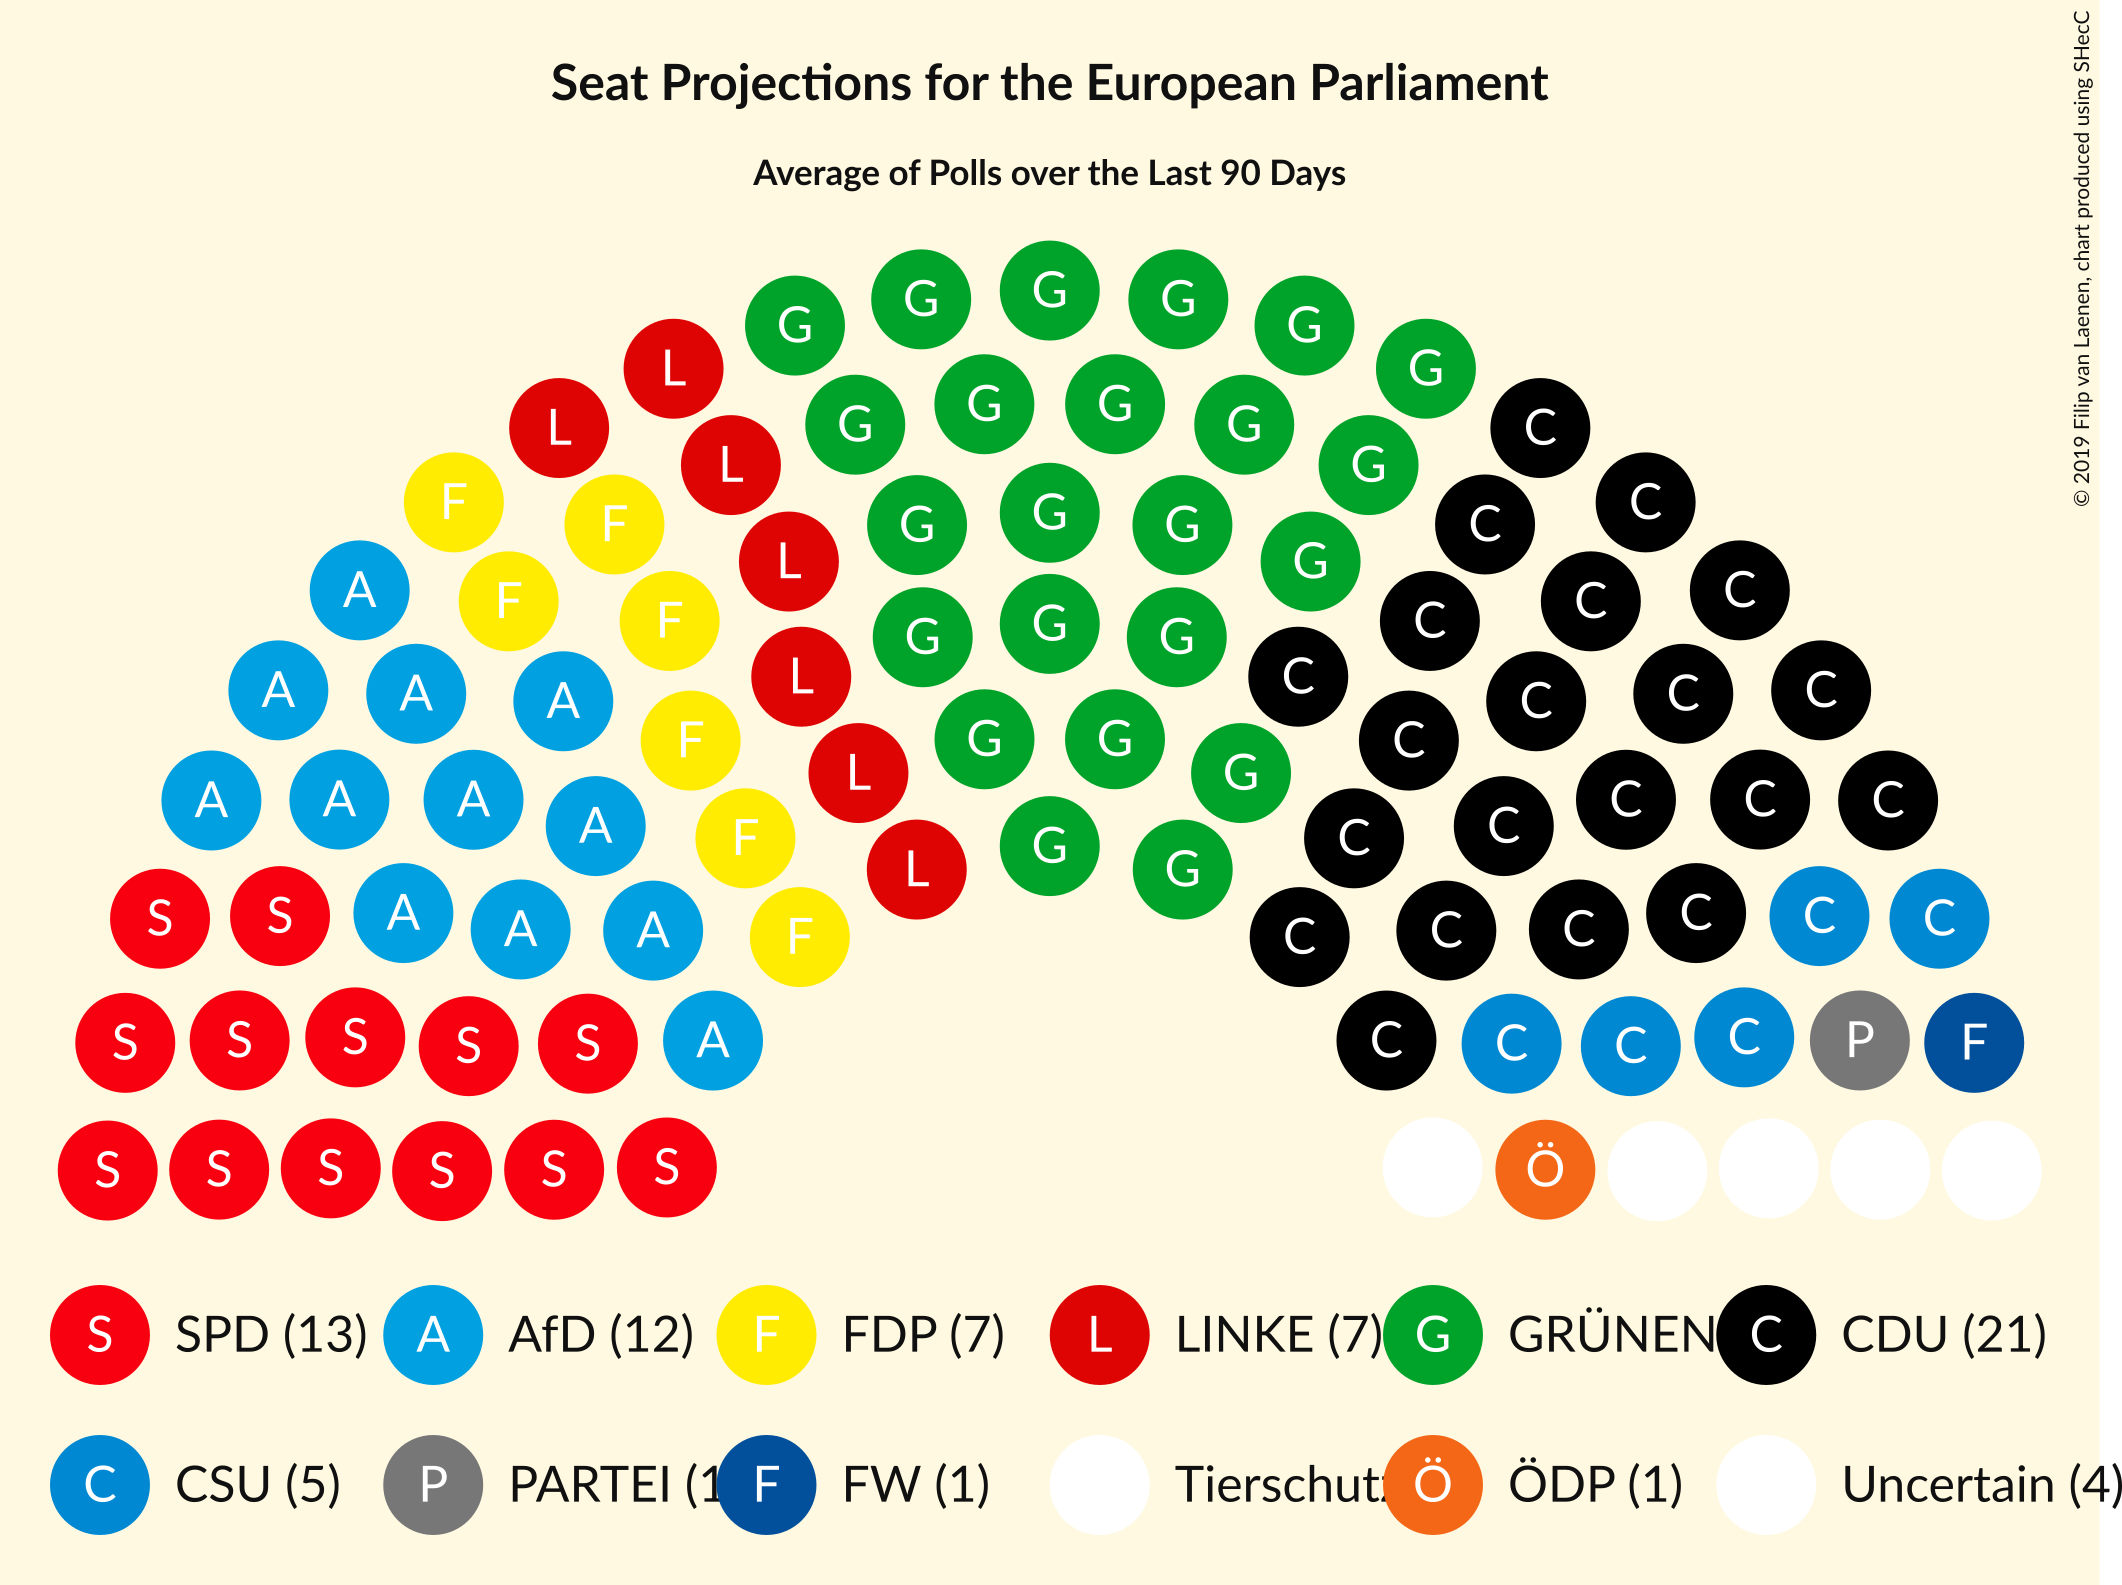 Seat Projections for the European Parliament
Average of Polls over the Last 90 Days
© 2019 Filip van Laenen, chart produced using SHecC
G G G G G
L G
L G G G G C
L G
F F G G G C C
L G
A F F G G G C C C
A A A F L C C C C C
F G G C
A A A A F L G C C C C C
L G G
S S A A A F C C C C C C
S S S S S A C C C C P F
S S S S S S Ö
S SPD (13) A AfD (12) F FDP (7) L LINKE (7) G GRÜNEN C CDU (21)
C CSU (5) P PARTEI (1 F FW (1) Tierschutz Ö ÖDP (1) Uncertain (4)